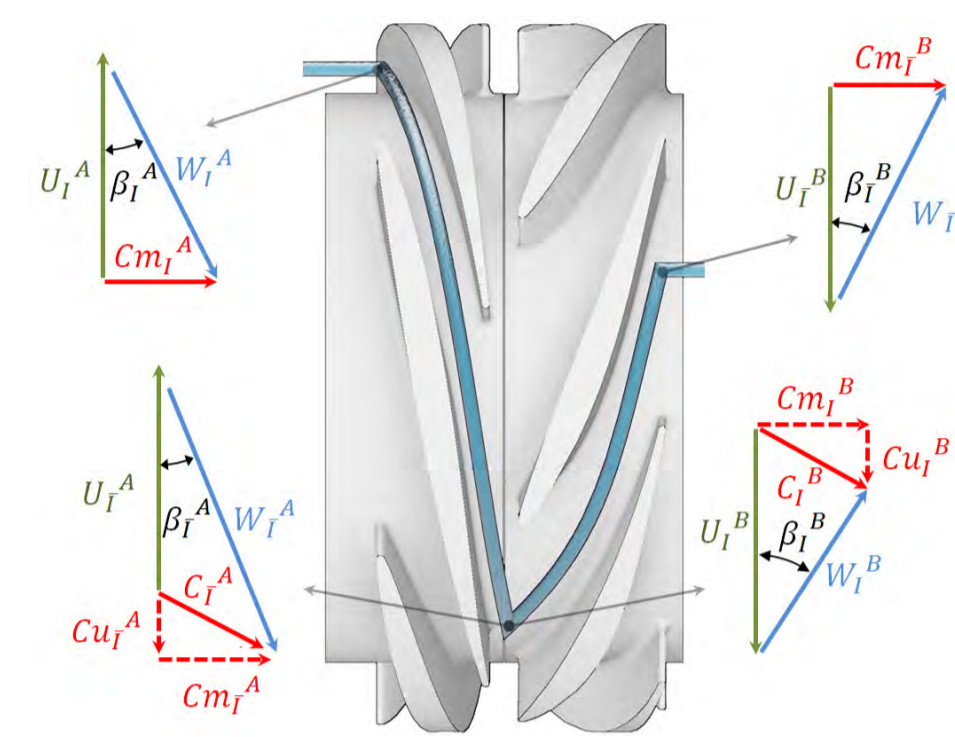 U_I^A
β_I^A
W_I^A
Cm_I^A
Cm_Ī^B
U_Ī^B
β_Ī^B
W_Ī
U_Ī^A
β_Ī^A
W_Ī^A
C_Ī^A
Cu_Ī^A
Cm_Ī^A
Cm_I^B
Cu_I^B
C_I^B
U_I^B
β_I^B
W_I^B